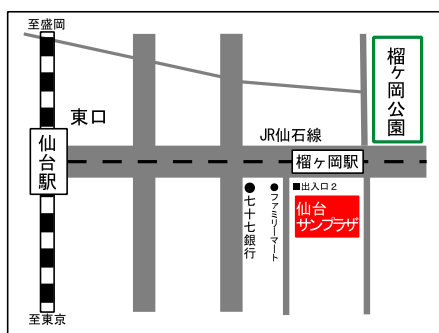 至盛岡
東口
仙台駅
JR仙石線
榴ヶ岡駅
榴ヶ岡公園
七十七銀行
ファミリーマート
出入口2
仙台
サンプラザ
至東京